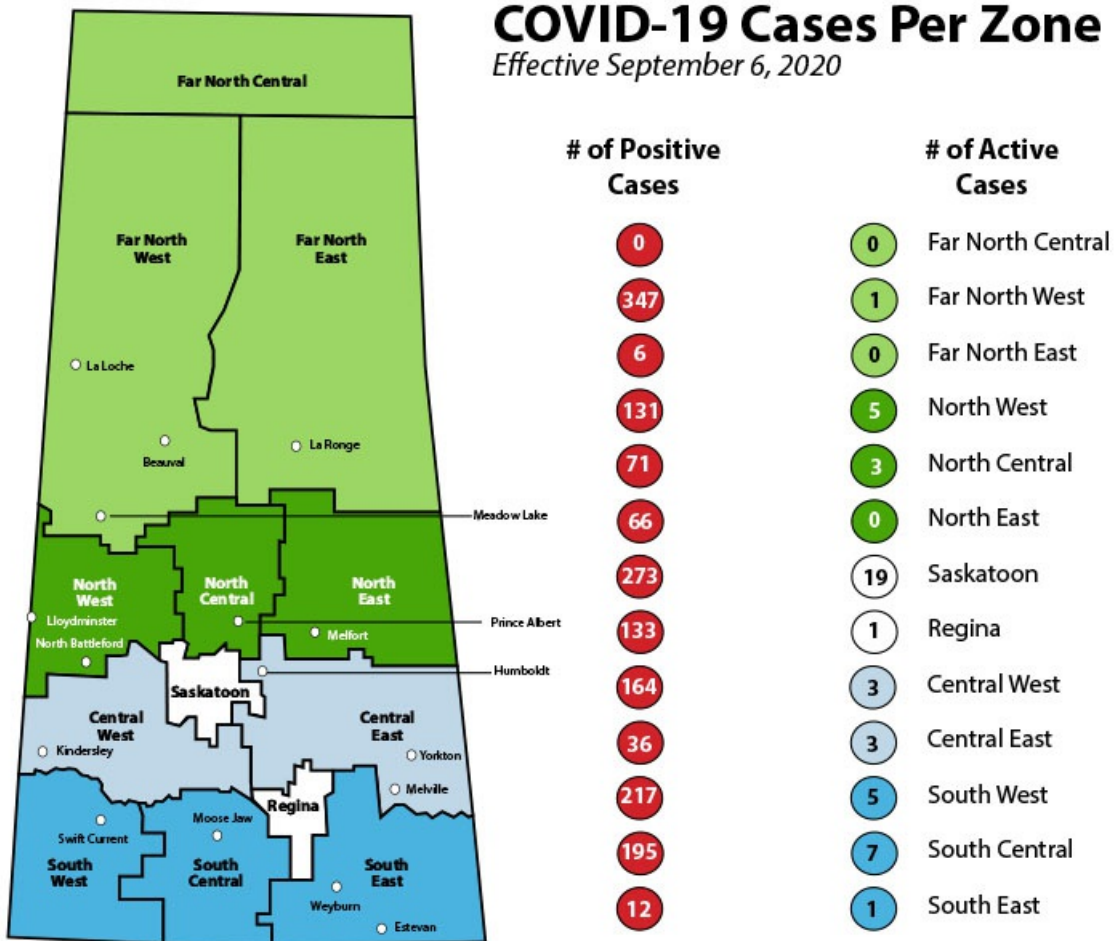 COVID-19 Cases Per Zone
Effective September 6, 2020
# of Positive
Cases
# of Active
Cases
0 0 Far North Central
347 1 Far North West
6 0 Far North East
131 5 North West
71 3 North Central
66 0 North East
273 19 Saskatoon
133 1 Regina
164 3 Central West
36 3 Central East
217 5 South West
195 7 South Central
12 1 South East
Far North Central
Far North
West
Far North
East
La Loche
Beauval
La Ronge
Meadow Lake
North
West
North
Central
North
East
Lloydminster
Prince Albert
North Battleford
Melfort
Humboldt
Saskatoon
Central
West
Central
East
Kindersley
Yorkton
Melville
Regina
Moose Jaw
Swift Current
South
West
South
Central
South
East
Weyburn
Estevan